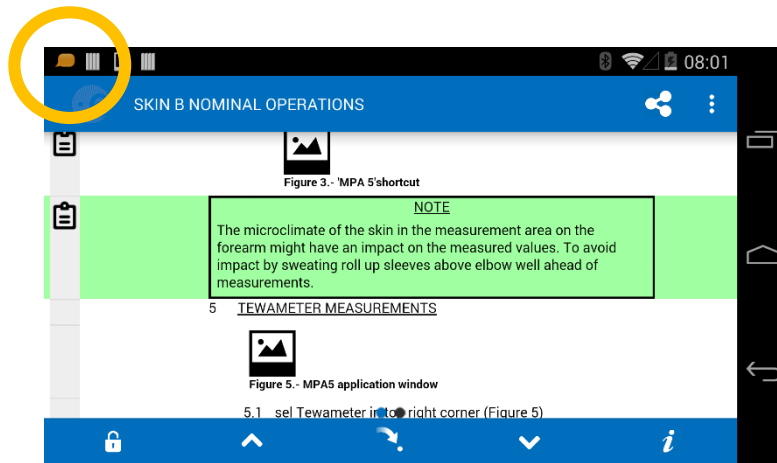 08:01
SKIN B NOMINAL OPERATIONS
Figure 3.- 'MPA 5'shortcut
NOTE
The microclimate of the skin in the measurement area on the
forearm might have an impact on the measured values. To avoid
impact by sweating roll up sleeves above elbow well ahead of
measurements.
5 TEWAMETER MEASUREMENTS
Figure 5.- MPA5 application window
5.1 sel Tewameter in top right corner (Figure 5)